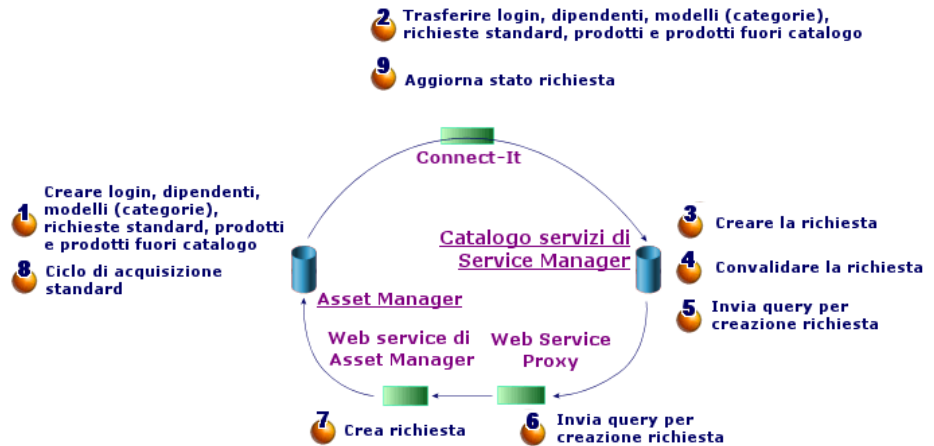 2 Trasferire login, dipendenti, modelli (categorie),
richieste standard, prodotti e prodotti fuori catalogo
9 Aggiorna stato richiesta
Connect-It
1 Creare login, dipendenti,
modelli (categorie),
richieste standard, prodotti
e prodotti fuori catalogo
8 Ciclo di acquisizione
standard
Asset Manager
Catalogo servizi di
Service Manager
3 Creare la richiesta
4 Convalidare la richiesta
5 Invia query per
creazione richiesta
Web service di
Asset Manager
Web Service
Proxy
7 Crea richiesta
6 Invia query per
creazione richiesta